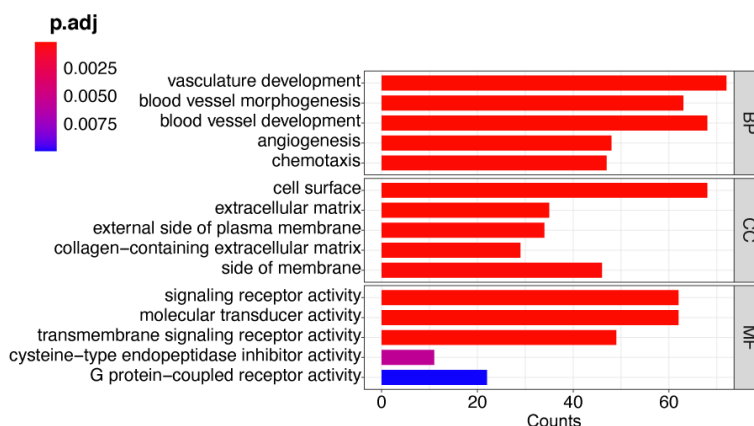 p.adj
0.0025
0.0050
0.0075
vasculature development
blood vessel morphogenesis
blood vessel development
angiogenesis
chemotaxis
BP
cell surface
extracellular matrix
external side of plasma membrane
collagen−containing extracellular matrix
side of membrane
CC
signaling receptor activity
molecular transducer activity
transmembrane signaling receptor activity
cysteine−type endopeptidase inhibitor activity
G protein−coupled receptor activity
MF
0 20 40 60
Counts